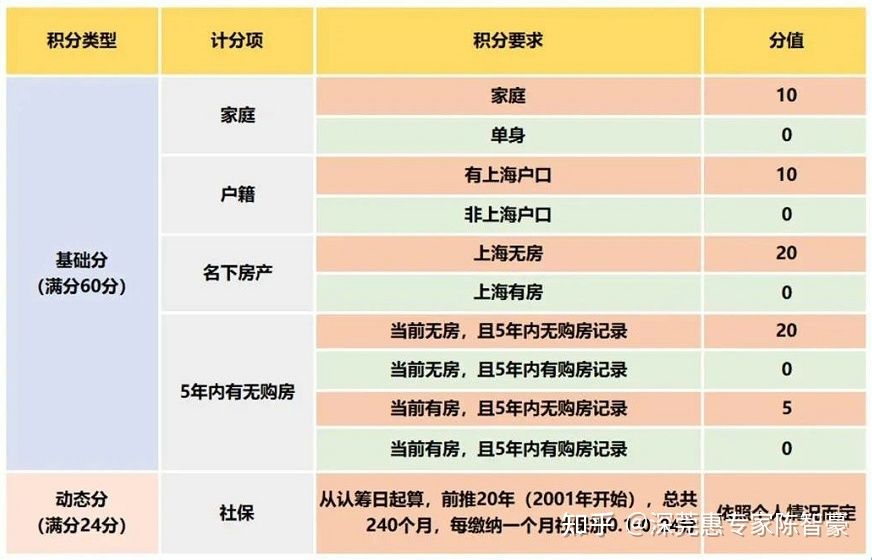 积分类型 计分项 积分要求 分值
家庭 10
家庭
单身 0
有上海户口 10
户籍
非上海户口 0
基础分
(满分60分)
上海无房 20
名下房产
上海有房 0
当前无房，且5年内无购房记录 20
当前无房，且5年内有购房记录 0
5年内有无购房
当前有房，且5年内无购房记录 5
当前有房，且5年内有购房记录 0
动态分
(满分24分)
社保
从认筹日起算，前推20年（2001年开始），总共
240个月，每缴纳一个月社
依照个人情况而定
知乎 @深莞惠专家陈智豪